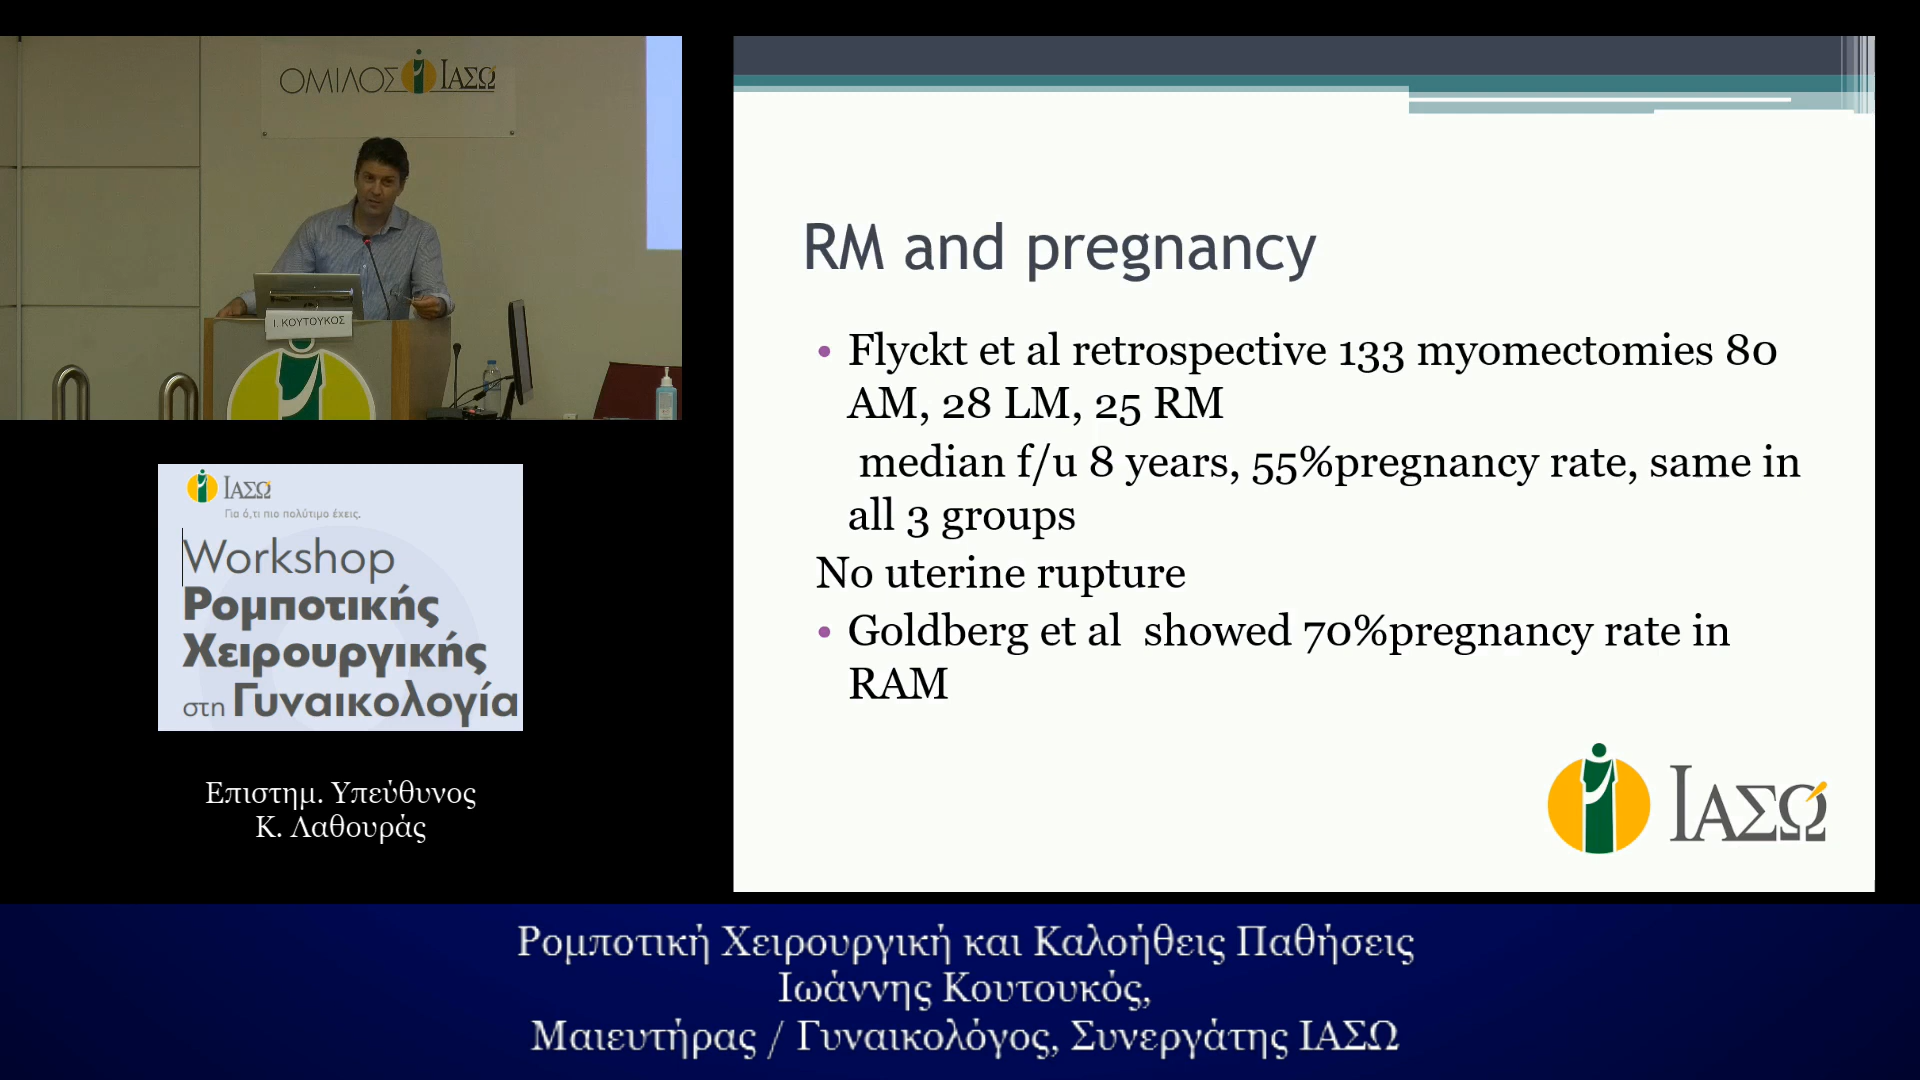 ΟΜΙΛΟΣ ΙΑΣΩ
Ι. ΚΟΥΤΟΥΚΟΣ
ΙΑΣΩ
Για ό,τι πιο πολύτιμο έχεις.
Workshop
Ρομποτικής
Χειρουργικής
στη Γυναικολογία
Επιστημ. Υπεύθυνος
Κ. Λαθουράς
RM and pregnancy
• Flyckt et al retrospective 133 myomectomies 80
AM, 28 LM, 25 RM
median f/u 8 years, 55%pregnancy rate, same in
all 3 groups
No uterine rupture
• Goldberg et al showed 70%pregnancy rate in
RAM
ΙΑΣΩ
Ρομποτική Χειρουργική και Καλοήθεις Παθήσεις
Ιωάννης Κουτουκός,
Μαιευτήρας / Γυναικολόγος, Συνεργάτης ΙΑΣΩ